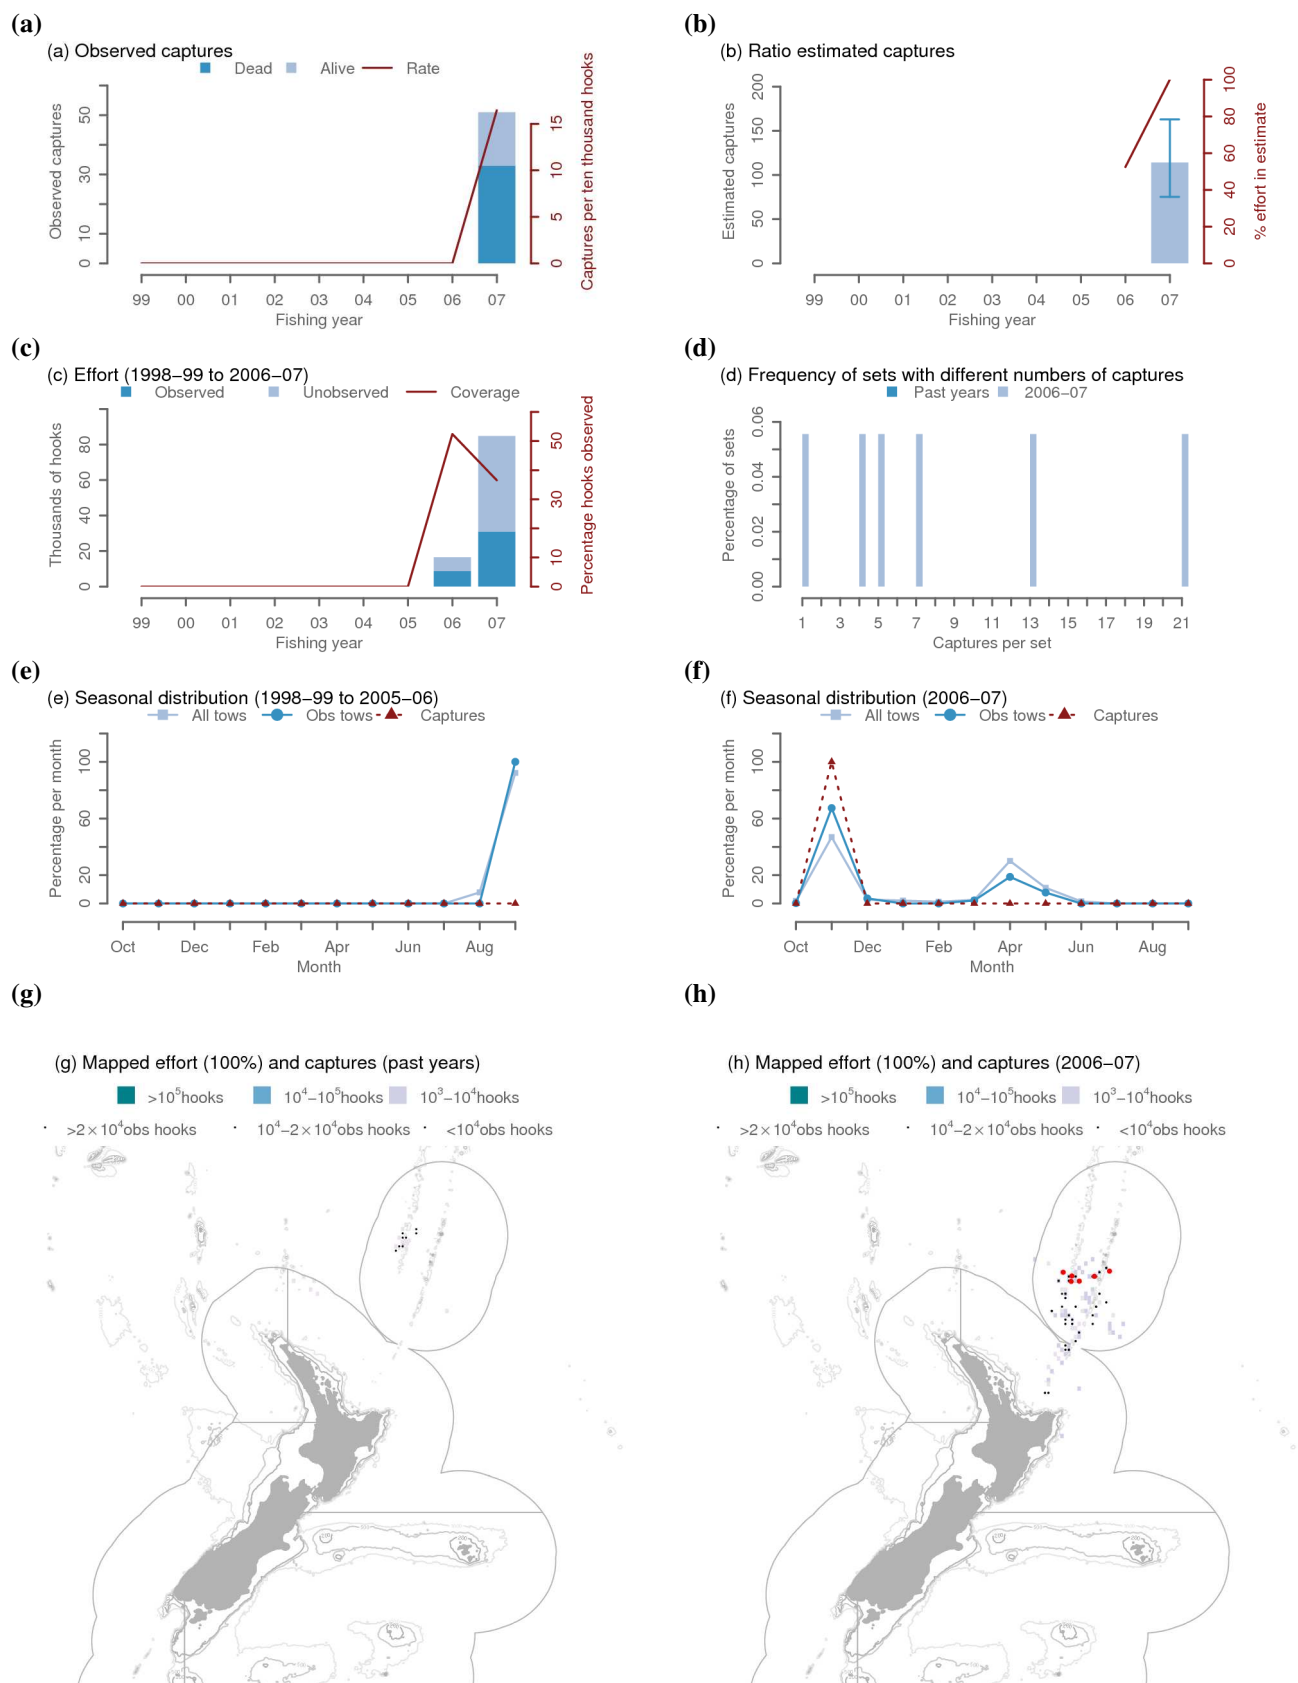 (a)
(b)
(a) Observed captures
Dead Alive Rate
Observed captures
0 10 30 50
Captures per ten thousand hooks
0 5 10 15
99 00 01 02 03 04 05 06 07
Fishing year
(b) Ratio estimated captures
Estimated captures
0 50 100 150 200
% effort in estimate
0 20 40 60 80 100
99 00 01 02 03 04 05 06 07
Fishing year
(c)
(d)
(c) Effort (1998–99 to 2006–07)
Observed Unobserved Coverage
Thousands of hooks
0 20 40 60 80
Percentage hooks observed
0 10 30 50
99 00 01 02 03 04 05 06 07
Fishing year
(d) Frequency of sets with different numbers of captures
Past years 2006–07
Percentage of sets
0.00 0.02 0.04 0.06
1 3 5 7 9 11 13 15 17 19 21
Captures per set
(e)
(f)
(e) Seasonal distribution (1998–99 to 2005–06)
All tows Obs tows Captures
Percentage per month
0 20 60 100
Oct Dec Feb Apr Jun Aug
Month
(f) Seasonal distribution (2006–07)
All tows Obs tows Captures
Percentage per month
0 20 60 100
Oct Dec Feb Apr Jun Aug
Month
(g)
(h)
(g) Mapped effort (100%) and captures (past years)
>10⁵hooks 10⁴–10⁵hooks 10³–10⁴hooks
>2×10⁴obs hooks 10⁴–2×10⁴obs hooks <10⁴obs hooks
(h) Mapped effort (100%) and captures (2006–07)
>10⁵hooks 10⁴–10⁵hooks 10³–10⁴hooks
>2×10⁴obs hooks 10⁴–2×10⁴obs hooks <10⁴obs hooks